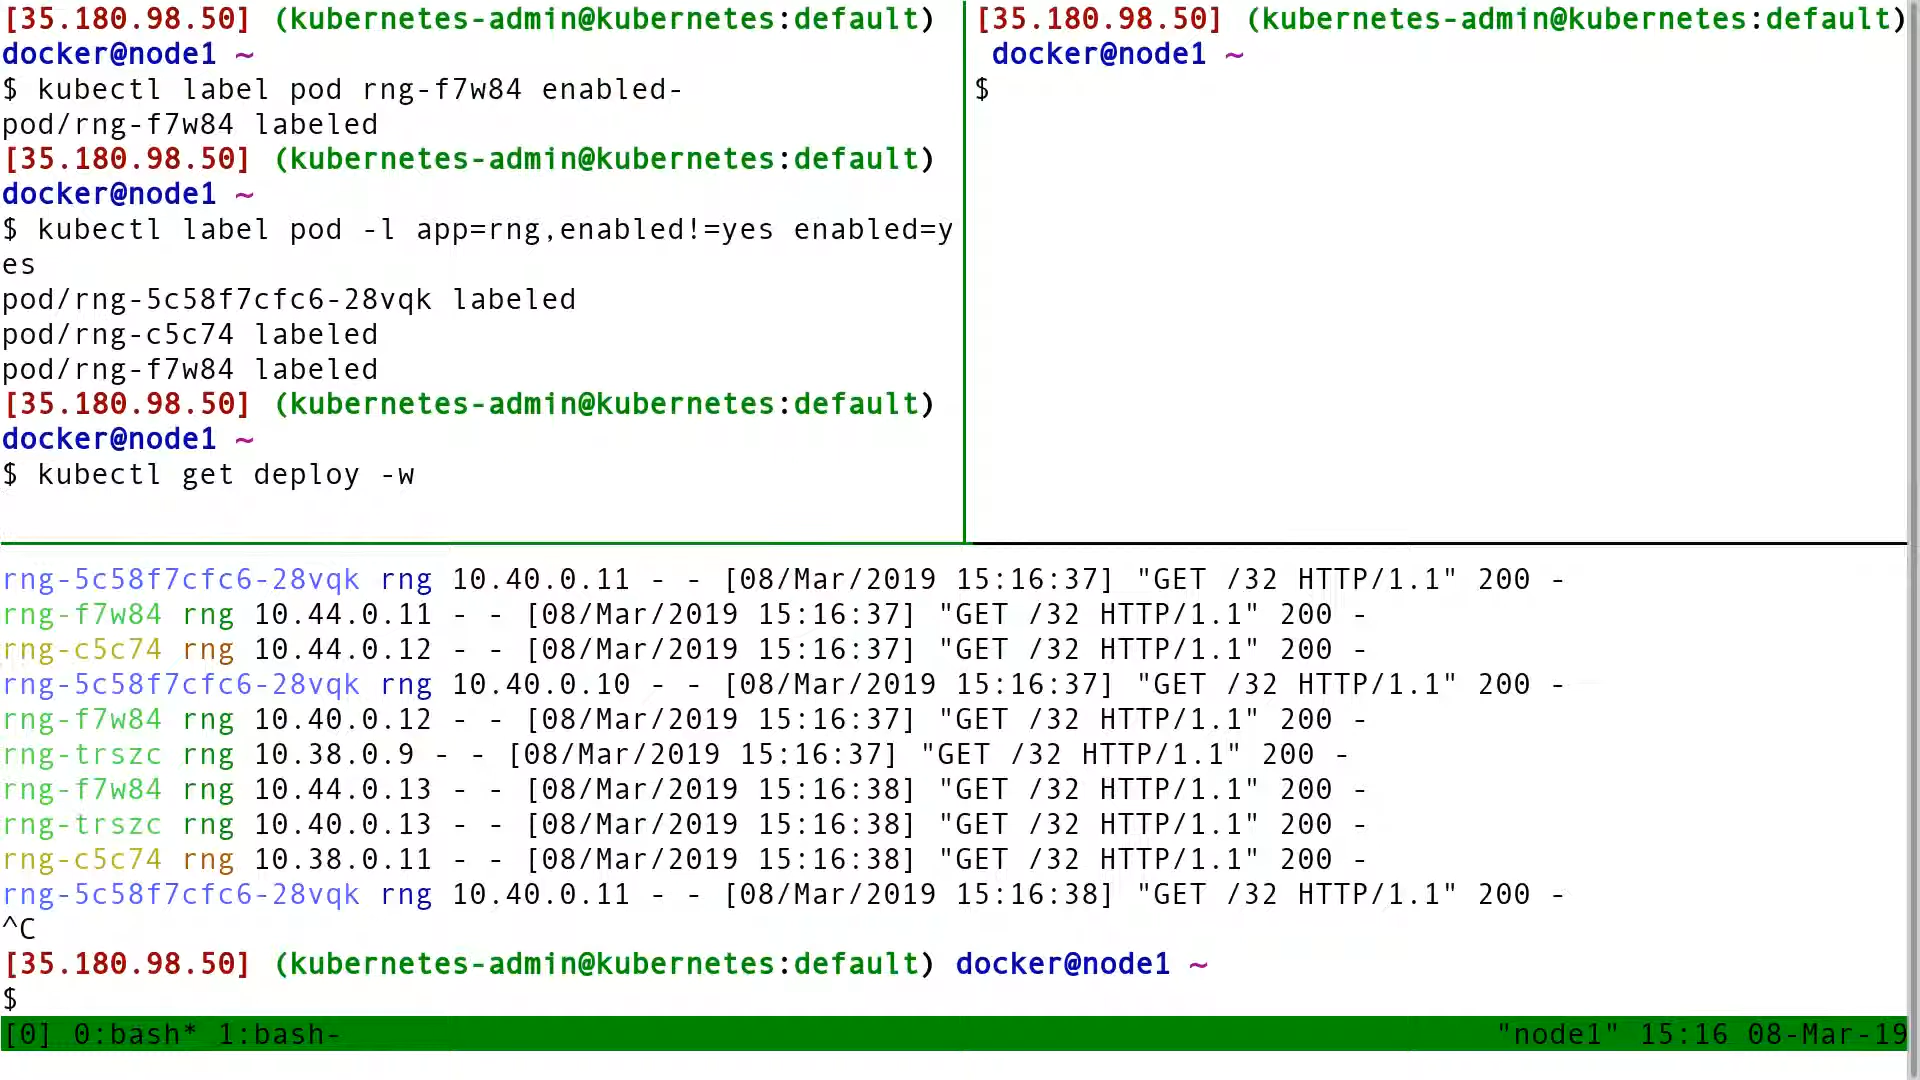 [35.180.98.50] (kubernetes-admin@kubernetes:default)
docker@node1 ~
$ kubectl label pod rng-f7w84 enabled-
pod/rng-f7w84 labeled
[35.180.98.50] (kubernetes-admin@kubernetes:default)
docker@node1 ~
$ kubectl label pod -l app=rng,enabled!=yes enabled=y
es
pod/rng-5c58f7cfc6-28vqk labeled
pod/rng-c5c74 labeled
pod/rng-f7w84 labeled
[35.180.98.50] (kubernetes-admin@kubernetes:default)
docker@node1 ~
$ kubectl get deploy -w
[35.180.98.50] (kubernetes-admin@kubernetes:default)
docker@node1 ~
$
rng-5c58f7cfc6-28vqk rng 10.40.0.11 - - [08/Mar/2019 15:16:37] "GET /32 HTTP/1.1" 200 -
rng-f7w84 rng 10.44.0.11 - - [08/Mar/2019 15:16:37] "GET /32 HTTP/1.1" 200 -
rng-c5c74 rng 10.44.0.12 - - [08/Mar/2019 15:16:37] "GET /32 HTTP/1.1" 200 -
rng-5c58f7cfc6-28vqk rng 10.40.0.10 - - [08/Mar/2019 15:16:37] "GET /32 HTTP/1.1" 200 -
rng-f7w84 rng 10.40.0.12 - - [08/Mar/2019 15:16:37] "GET /32 HTTP/1.1" 200 -
rng-trszc rng 10.38.0.9 - - [08/Mar/2019 15:16:37] "GET /32 HTTP/1.1" 200 -
rng-f7w84 rng 10.44.0.13 - - [08/Mar/2019 15:16:38] "GET /32 HTTP/1.1" 200 -
rng-trszc rng 10.40.0.13 - - [08/Mar/2019 15:16:38] "GET /32 HTTP/1.1" 200 -
rng-c5c74 rng 10.38.0.11 - - [08/Mar/2019 15:16:38] "GET /32 HTTP/1.1" 200 -
rng-5c58f7cfc6-28vqk rng 10.40.0.11 - - [08/Mar/2019 15:16:38] "GET /32 HTTP/1.1" 200 -
^C
[35.180.98.50] (kubernetes-admin@kubernetes:default) docker@node1 ~
$
[0] 0:bash* 1:bash- "node1" 15:16 08-Mar-19